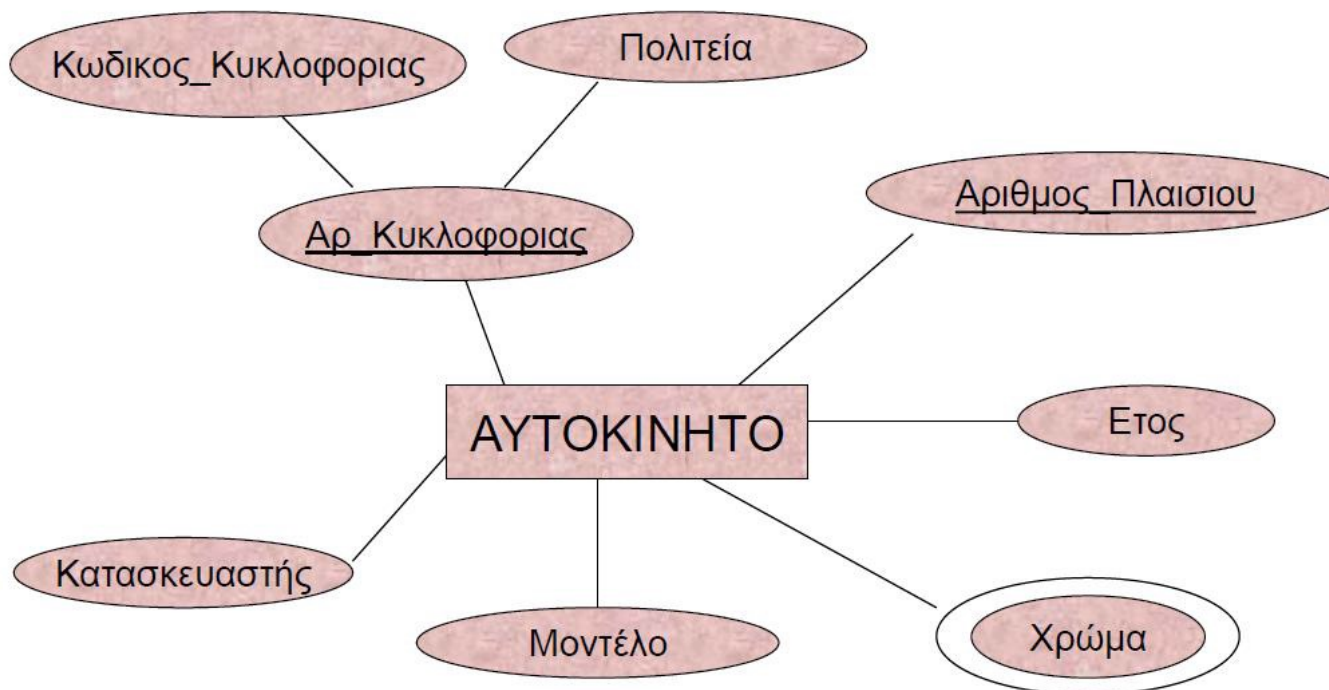 Κωδικος_Κυκλοφοριας
Πολιτεία
Αρ_Κυκλοφοριας
Αριθμος_Πλαισιου
ΑΥΤΟΚΙΝΗΤΟ
Ετος
Κατασκευαστής
Μοντέλο
Χρώμα